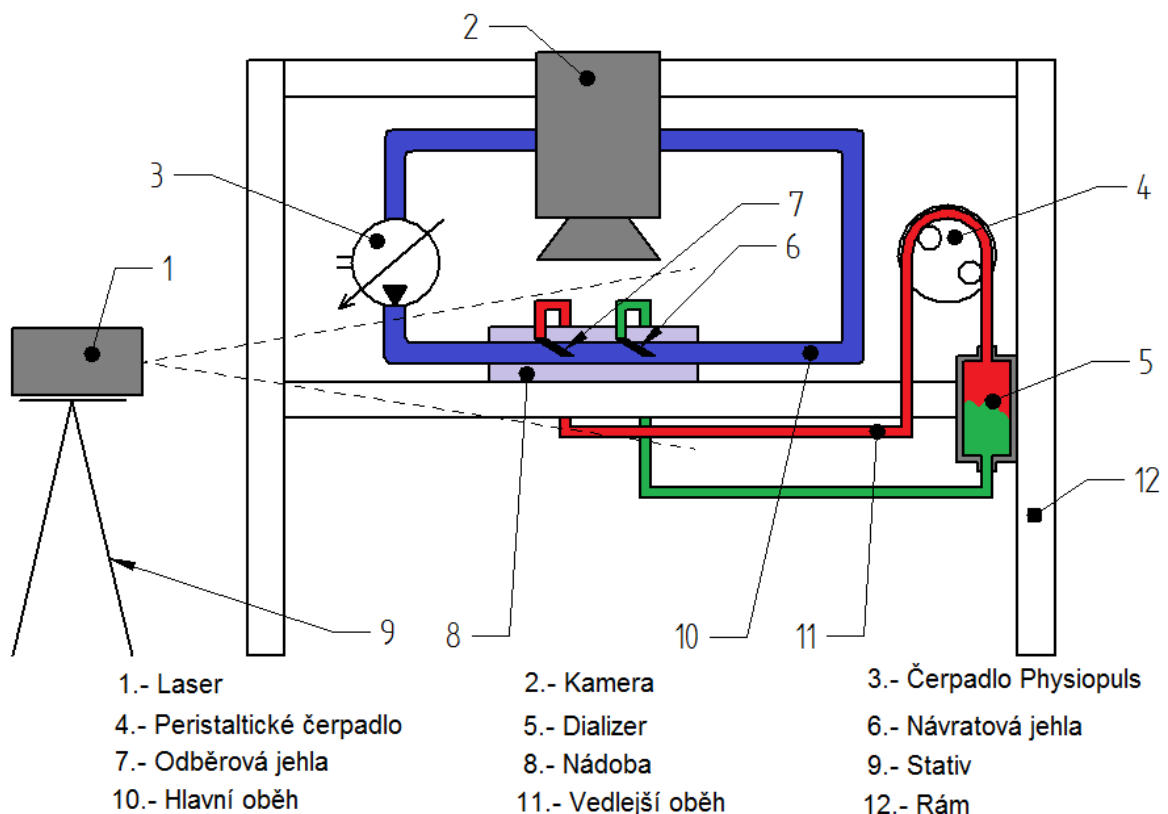 2
3
7
4
6
1
5
12
9
8
10
11
1.- Laser
2.- Kamera
3.- Čerpadlo Physiopuls
4.- Peristaltické čerpadlo
5.- Dializer
6.- Návratová jehla
7.- Odběrová jehla
8.- Nádoba
9.- Stativ
10.- Hlavní oběh
11.- Vedlejší oběh
12.- Rám